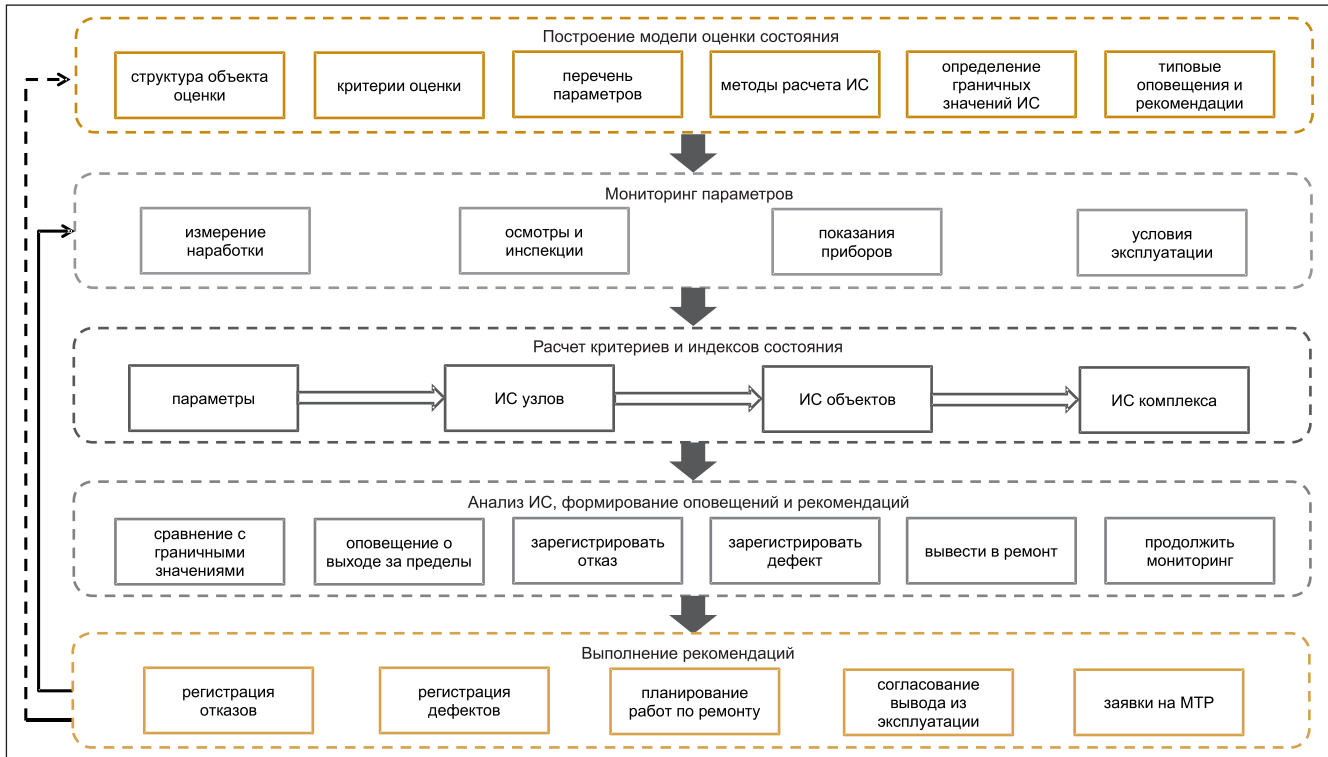 Построение модели оценки состояния
структура объекта
оценки
критерии оценки
перечень
параметров
методы расчета ИС
определение
граничных
значений ИС
типовые
оповещения и
рекомендации
Мониторинг параметров
измерение
наработки
осмотры и
инспекции
показания
приборов
условия
эксплуатации
Расчет критериев и индексов состояния
параметры
ИС узлов
ИС объектов
ИС комплекса
Анализ ИС, формирование оповещений и рекомендаций
сравнение с
граничными
значениями
оповещение о
выходе за пределы
зарегистрировать
отказ
зарегистрировать
дефект
вывести в ремонт
продолжить
мониторинг
Выполнение рекомендаций
регистрация
отказов
регистрация
дефектов
планирование
работ по ремонту
согласование
вывода из
эксплуатации
заявки на МТР